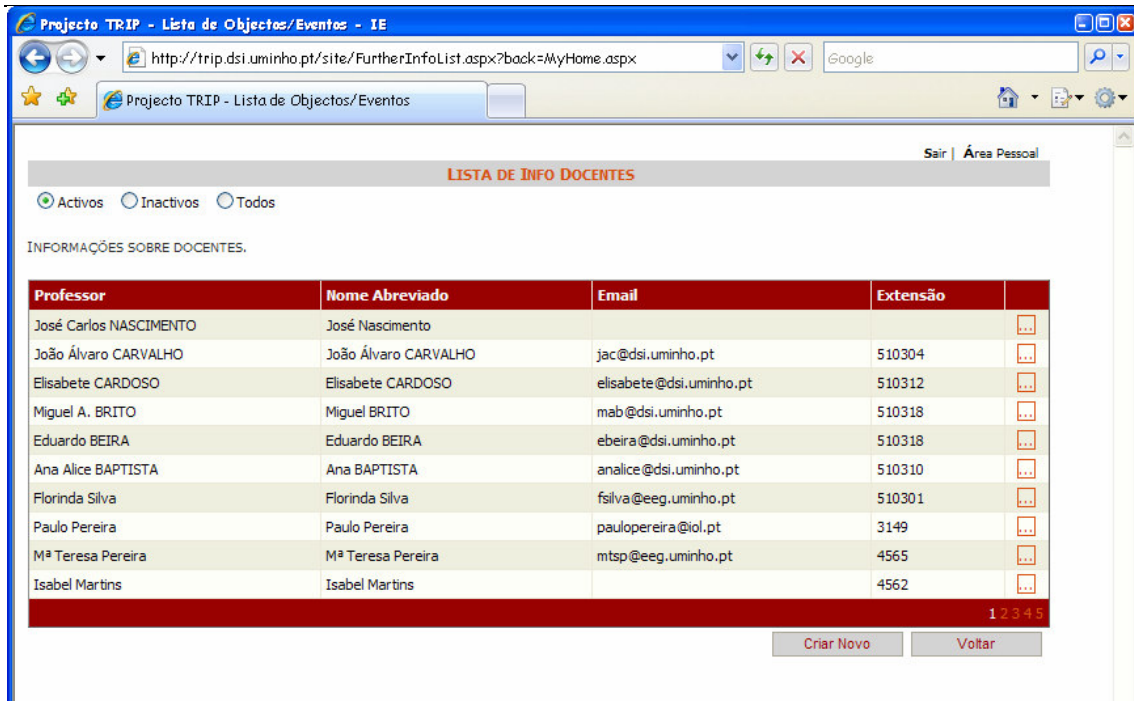 Projecto TRIP - Lista de Objectos/Eventos - IE
http://trip.dsi.uminho.pt/site/FurtherInfoList.aspx?back=MyHome.aspx Google
Projecto TRIP - Lista de Objectos/Eventos
Sair | Área Pessoal
LISTA DE INFO DOCENTES
Activos Inactivos Todos
INFORMAÇÕES SOBRE DOCENTES.
Professor Nome Abreviado Email Extensão
José Carlos NASCIMENTO José Nascimento ...
João Álvaro CARVALHO João Álvaro CARVALHO jac@dsi.uminho.pt 510304 ...
Elisabete CARDOSO Elisabete CARDOSO elisabete@dsi.uminho.pt 510312 ...
Miguel A. BRITO Miguel BRITO mab@dsi.uminho.pt 510318 ...
Eduardo BEIRA Eduardo BEIRA ebeira@dsi.uminho.pt 510318 ...
Ana Alice BAPTISTA Ana BAPTISTA analice@dsi.uminho.pt 510310 ...
Florinda Silva Florinda Silva fsilva@eeg.uminho.pt 510301 ...
Paulo Pereira Paulo Pereira paulopereira@iol.pt 3149 ...
Mª Teresa Pereira Mª Teresa Pereira mtsp@eeg.uminho.pt 4565 ...
Isabel Martins Isabel Martins 4562 ...
1 2 3 4 5
Criar Novo Voltar